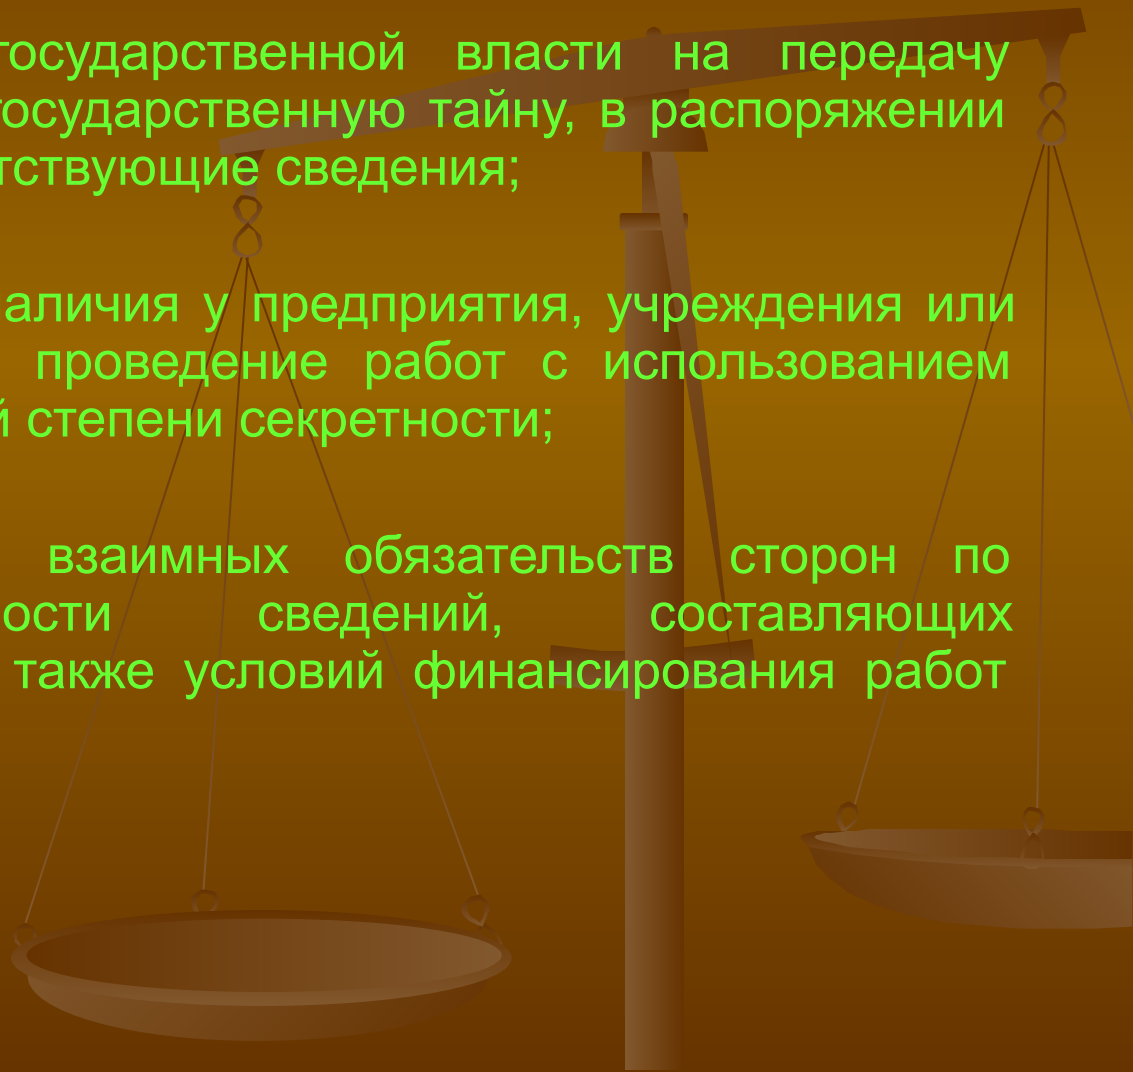 государственной власти на передачу
государственную тайну, в распоряжении
тствующие сведения;
аличия у предприятия, учреждения или
проведение работ с использованием
й степени секретности;
взаимных обязательств сторон по
ости сведений, составляющих
также условий финансирования работ